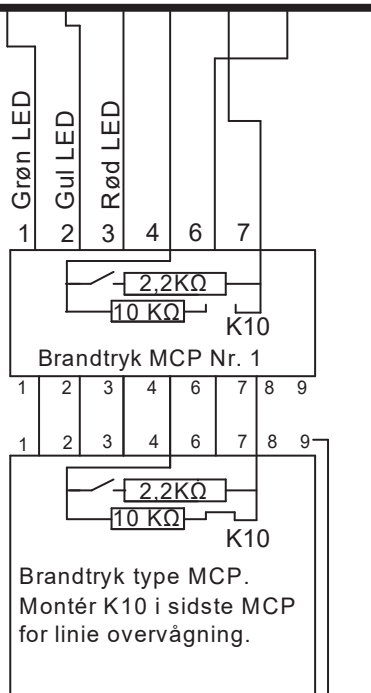 Grøn LED
Gul LED
Rød LED
1 2 3 4 6 7
2,2KΩ
10 KΩ
K10
Brandtryk MCP Nr. 1
1 2 3 4 6 7 8 9
1 2 3 4 6 7 8 9
2,2KΩ
10 KΩ
K10
Brandtryk type MCP.
Montér K10 i sidste MCP
for linie overvågning.